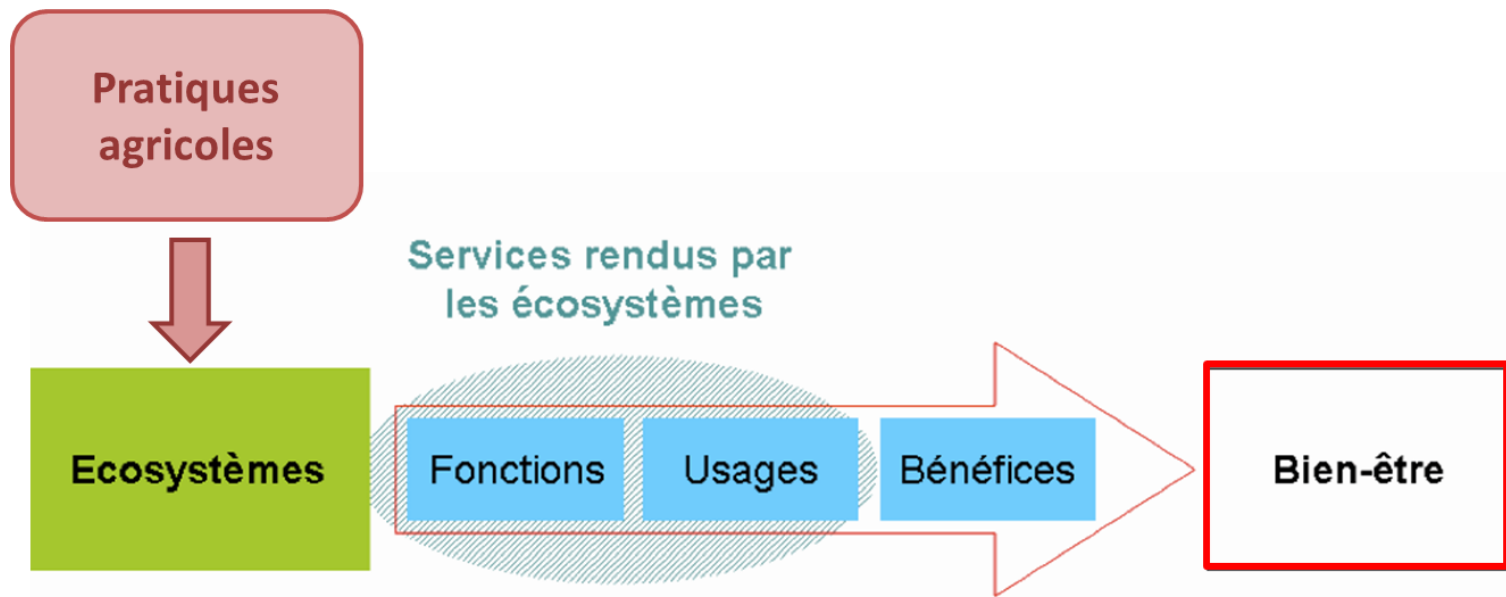 Pratiques
agricoles
Services rendus par
les écosystèmes
Ecosystèmes
Fonctions
Usages
Bénéfices
Bien-être